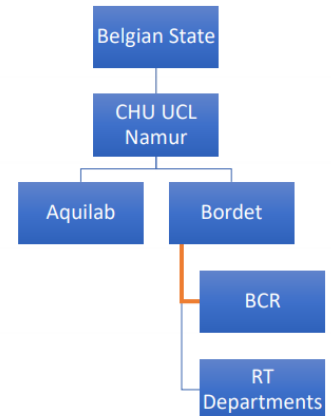 Belgian State
CHU UCL
Namur
Aquilab
Bordet
BCR
RT
Departments